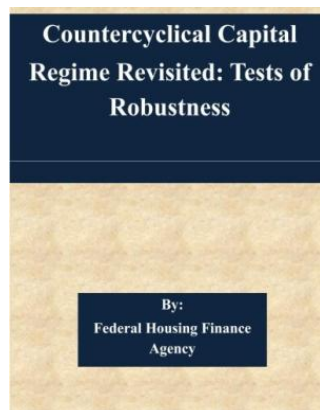 Countercyclical Capital
Regime Revisited: Tests of
Robustness
By:
Federal Housing Finance
Agency